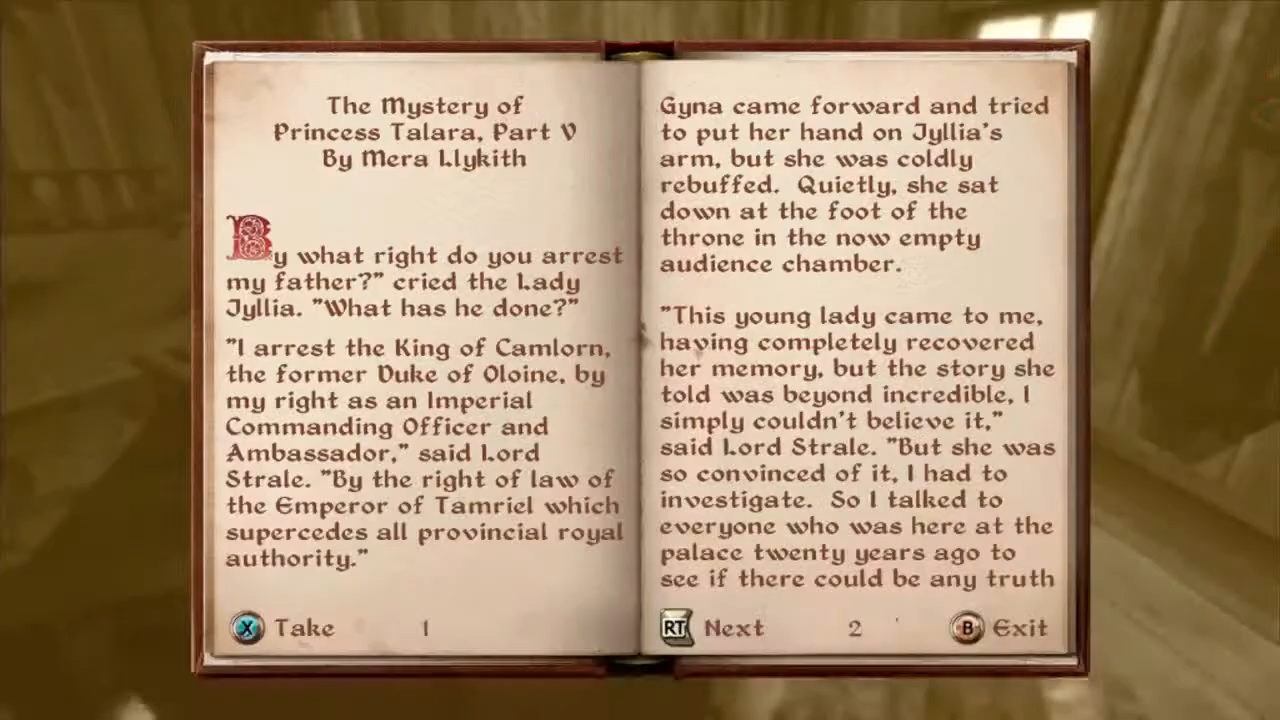 The Mystery of
Princess Talara, Part V
By Mera Llykith
By what right do you arrest
my father?" cried the Lady
Jyllia. "What has he done?"
"I arrest the King of Camlorn,
the former Duke of Oloine, by
my right as an Imperial
Commanding Officer and
Ambassador," said Lord
Strale. "By the right of law of
the Emperor of Tamriel which
supercedes all provincial royal
authority."
X Take 1
Gyna came forward and tried
to put her hand on Jyllia's
arm, but she was coldly
rebuffed. Quietly, she sat
down at the foot of the
throne in the now empty
audience chamber.
"This young lady came to me,
having completely recovered
her memory, but the story she
told was beyond incredible, I
simply couldn't believe it,"
said Lord Strale. "But she was
so convinced of it, I had to
investigate. So I talked to
everyone who was here at the
palace twenty years ago to
see if there could be any truth
RT Next 2 B Exit